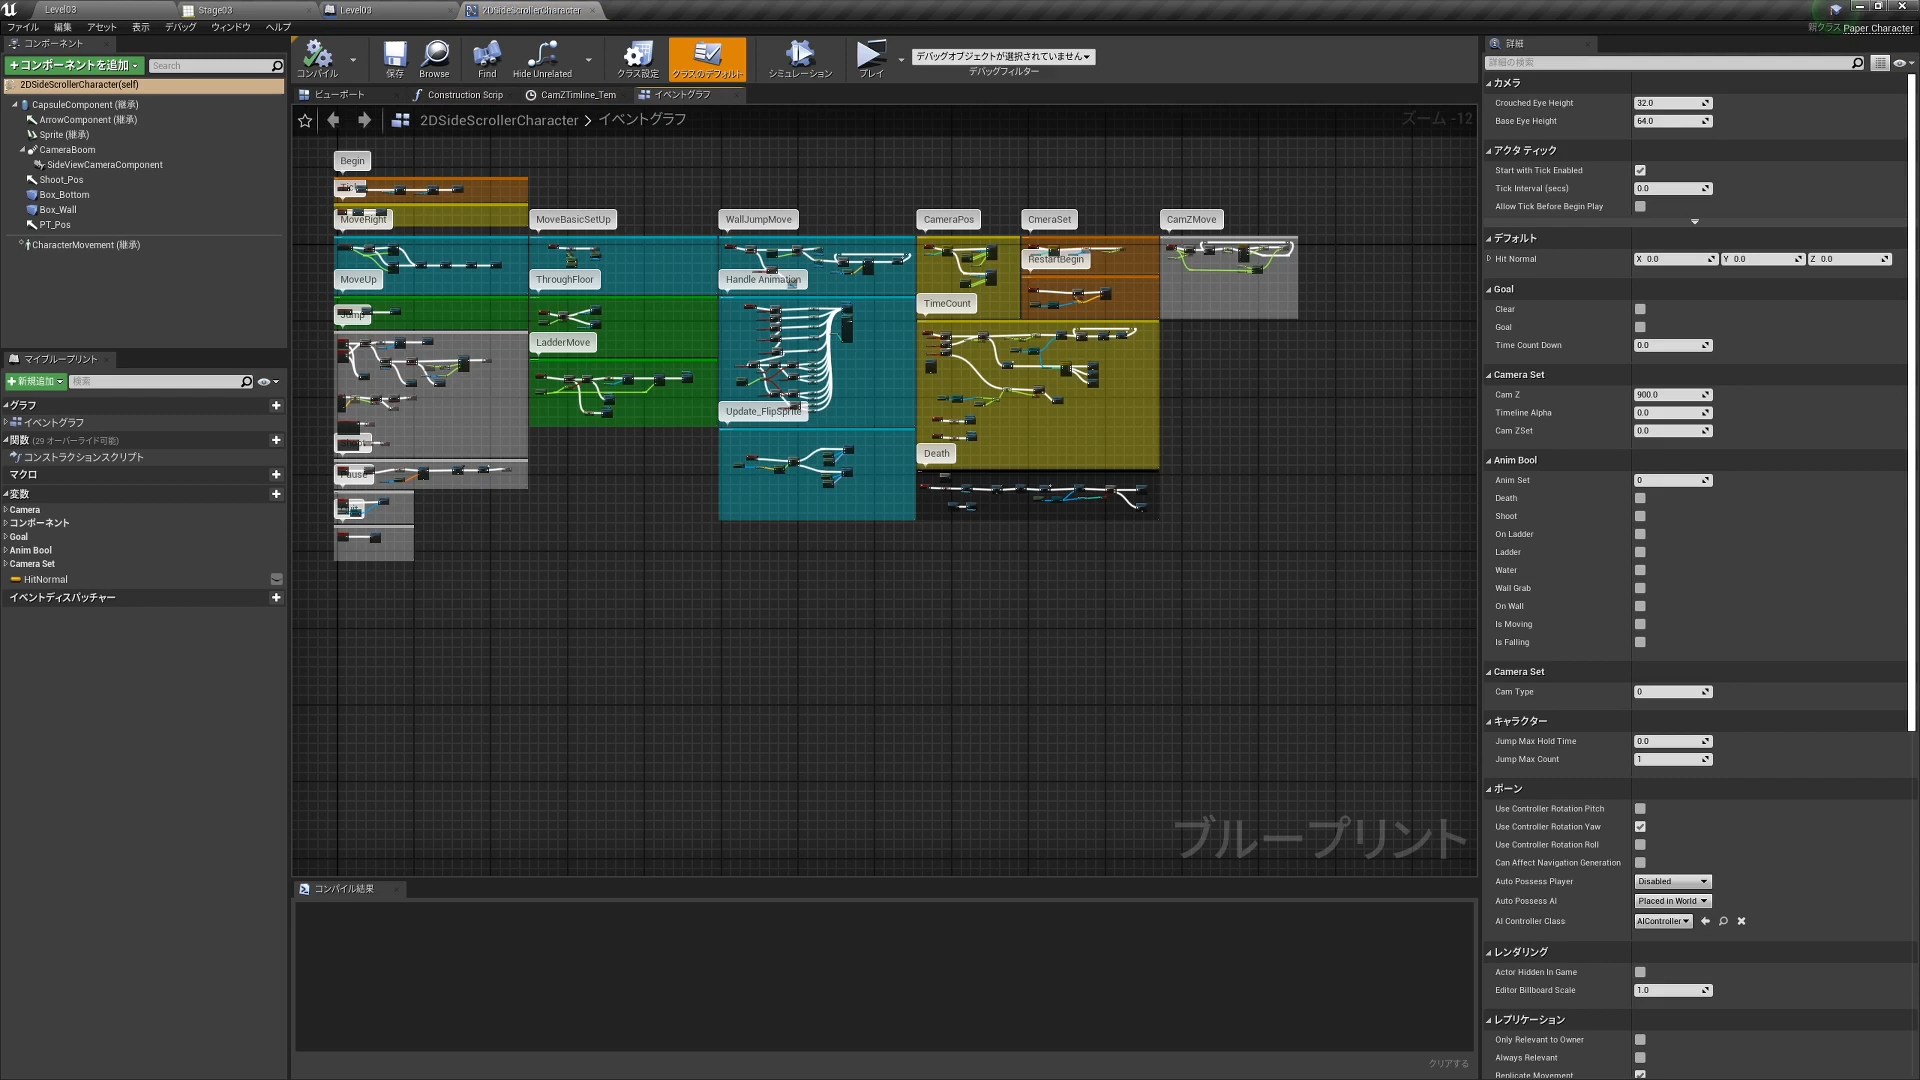 Level03
Stage03
Level03
2DSideScrollerCharacter
ファイル 編集 アセット 表示 デバッグ ウィンドウ ヘルプ
親クラス Paper Character
コンポーネント
+コンポーネントを追加
Search
2DSideScrollerCharacter(self)
CapsuleComponent (継承)
ArrowComponent (継承)
Sprite (継承)
CameraBoom
SideViewCameraComponent
Shoot_Pos
Box_Bottom
Box_Wall
PT_Pos
CharacterMovement (継承)
マイブループリント
+新規追加
検索
グラフ
イベントグラフ
関数 (29 オーバーライド可能)
コンストラクションスクリプト
マクロ
変数
Camera
コンポーネント
Goal
Anim Bool
Camera Set
HitNormal
イベントディスパッチャー
コンパイル
保存
Browse
Find
Hide Unrelated
クラス設定
クラスのデフォルト
シミュレーション
プレイ
デバッグオブジェクトが選択されていません
デバッグフィルター
ビューポート
Construction Scrip
CamZTimline_Tem
イベントグラフ
2DSideScrollerCharacter > イベントグラフ
ズーム -12
Begin
MoveRight
MoveBasicSetUp
WallJumpMove
CameraPos
CmeraSet
CamZMove
MoveUp
ThroughFloor
Handle Animation
RestartBegin
TimeCount
Jump
LadderMove
Update_FlipSprite
Death
Pause
ブループリント
コンパイル結果
クリアする
詳細
詳細の検索
カメラ
Crouched Eye Height 32.0
Base Eye Height 64.0
アクタ ティック
Start with Tick Enabled
Tick Interval (secs) 0.0
Allow Tick Before Begin Play
デフォルト
Hit Normal X 0.0 Y 0.0 Z 0.0
Goal
Clear
Goal
Time Count Down 0.0
Camera Set
Cam Z 900.0
Timeline Alpha 0.0
Cam ZSet 0.0
Anim Bool
Anim Set 0
Death
Shoot
On Ladder
Ladder
Water
Wall Grab
On Wall
Is Moving
Is Falling
Camera Set
Cam Type 0
キャラクター
Jump Max Hold Time 0.0
Jump Max Count 1
ポーン
Use Controller Rotation Pitch
Use Controller Rotation Yaw
Use Controller Rotation Roll
Can Affect Navigation Generation
Auto Possess Player Disabled
Auto Possess AI Placed in World
AI Controller Class AIController
レンダリング
Actor Hidden In Game
Editor Billboard Scale 1.0
レプリケーション
Only Relevant to Owner
Always Relevant
Replicate Movement